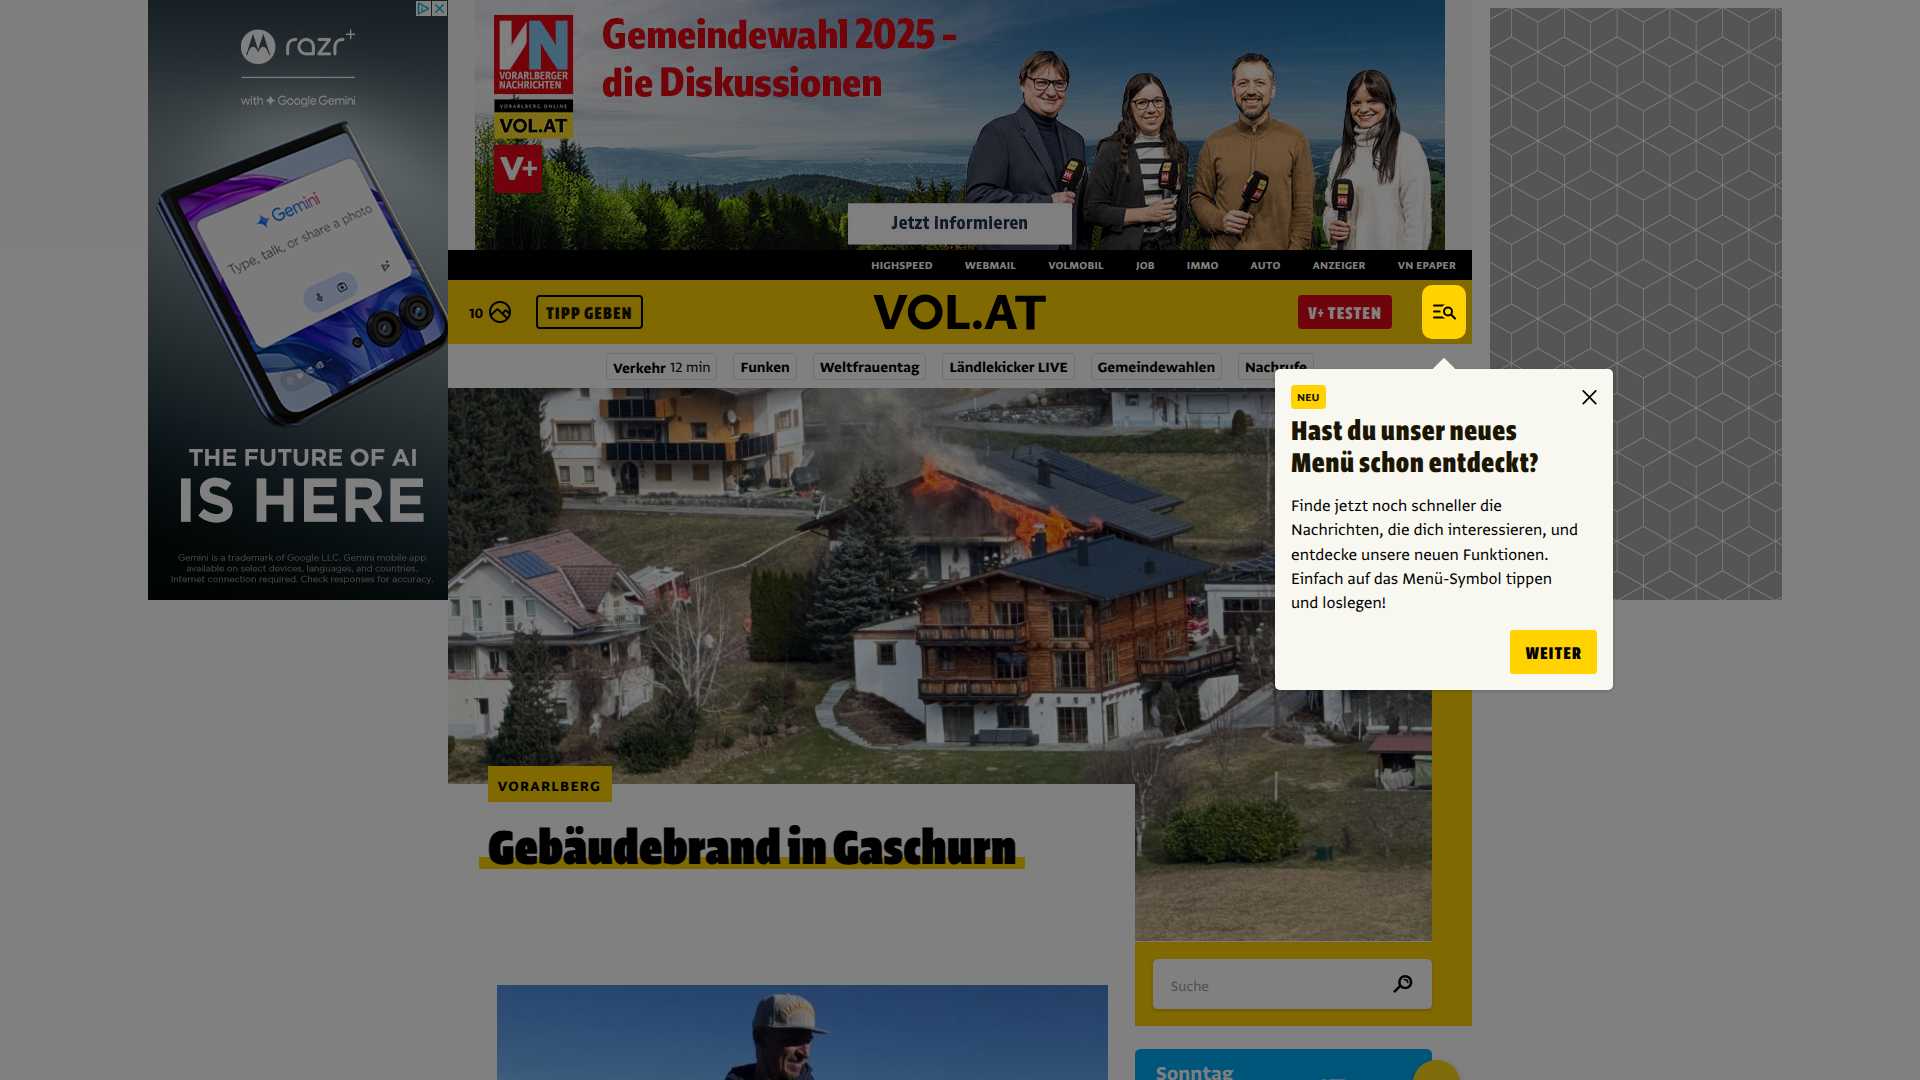 razr+
with Google Gemini
Gemini
Type, talk, or share a photo
THE FUTURE OF AI
IS HERE
Gemini is a trademark of Google LLC. Gemini mobile app
available on select devices, languages, and countries.
Internet connection required. Check responses for accuracy.
VN
VORARLBERGER
NACHRICHTEN
VORARLBERG ONLINE
VOL.AT
V+
Gemeindewahl 2025 –
die Diskussionen
Jetzt informieren
HIGHSPEED WEBMAIL VOLMOBIL JOB IMMO AUTO ANZEIGER VN EPAPER
10 TIPP GEBEN VOL.AT V+ TESTEN
Verkehr 12 min Funken Weltfrauentag Ländlekicker LIVE Gemeindewahlen Nachrufe
NEU
Hast du unser neues
Menü schon entdeckt?
Finde jetzt noch schneller die
Nachrichten, die dich interessieren, und
entdecke unsere neuen Funktionen.
Einfach auf das Menü-Symbol tippen
und loslegen!
WEITER
VORARLBERG
Gebäudebrand in Gaschurn
Suche
Sonntag